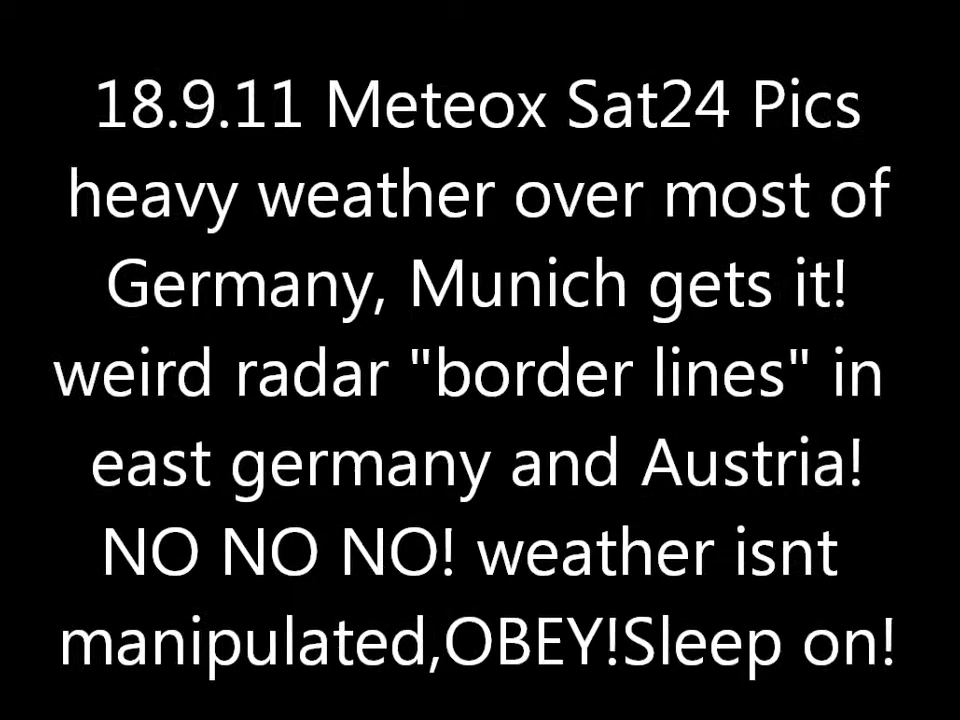 18.9.11 Meteox Sat24 Pics
heavy weather over most of
Germany, Munich gets it!
weird radar "border lines" in
east germany and Austria!
NO NO NO! weather isnt
manipulated,OBEY!Sleep on!